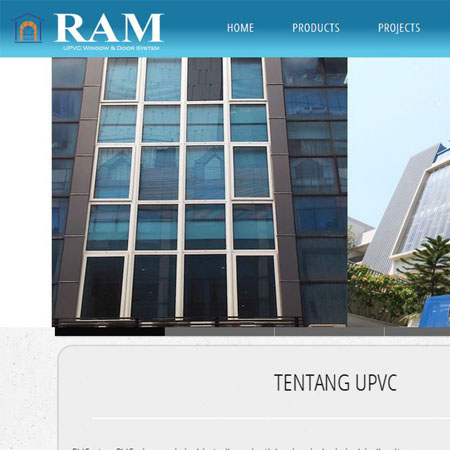 RAM
UPVC WINDOW & DOOR SYSTEM
HOME PRODUCTS PROJECTS
TENTANG UPVC